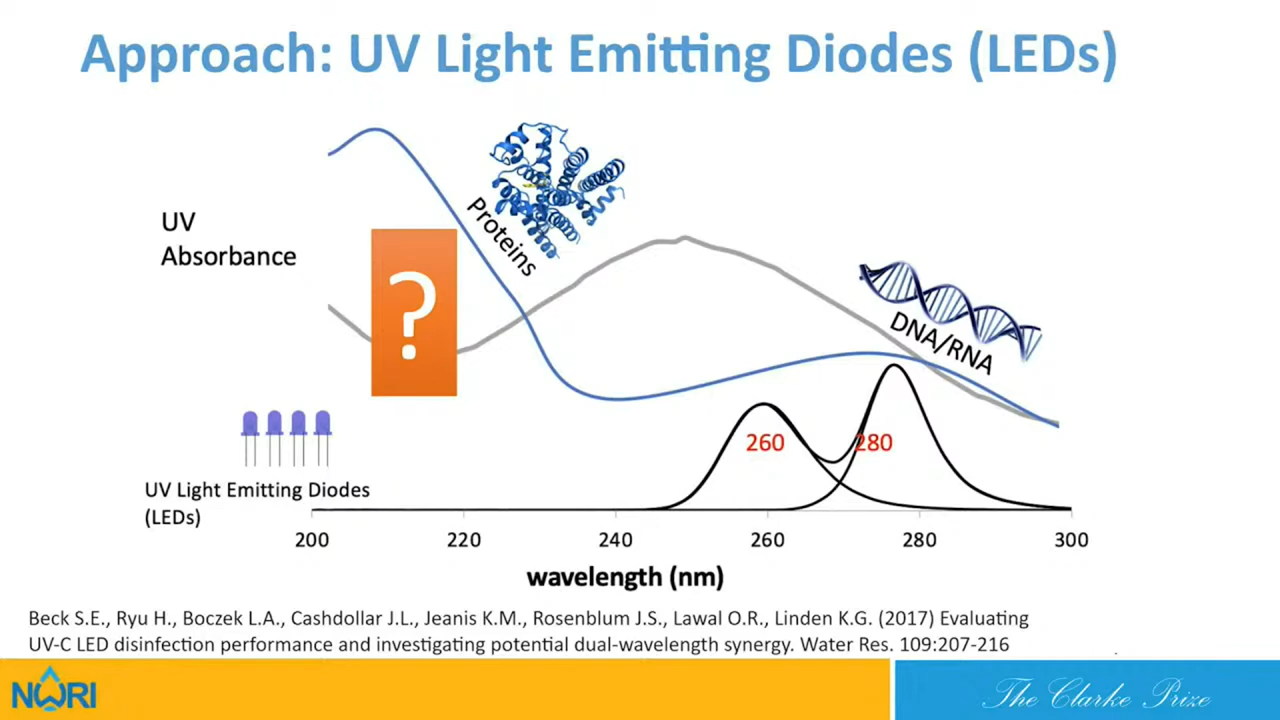 Approach: UV Light Emitting Diodes (LEDs)
UV
Absorbance
?
Proteins
DNA/RNA
260
280
UV Light Emitting Diodes
(LEDs)
200
220
240
260
280
300
wavelength (nm)
Beck S.E., Ryu H., Boczek L.A., Cashdollar J.L., Jeanis K.M., Rosenblum J.S., Lawal O.R., Linden K.G. (2017) Evaluating
UV-C LED disinfection performance and investigating potential dual-wavelength synergy. Water Res. 109:207-216
NWRI
The Clarke Prize